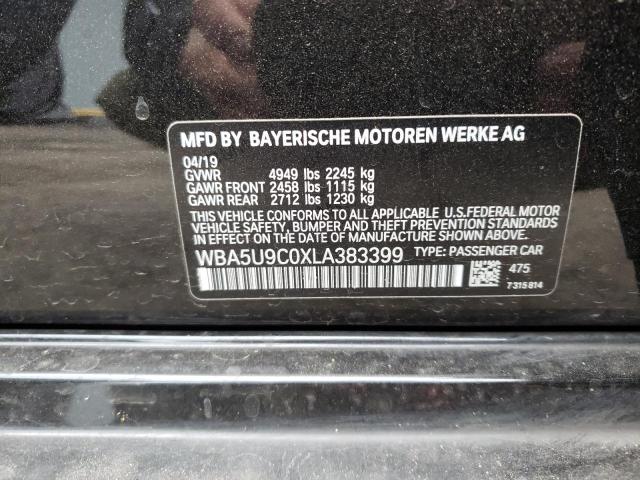 MFD BY BAYERISCHE MOTOREN WERKE AG
04/19
GVWR 4949 lbs 2245 kg
GAWR FRONT 2458 lbs 1115 kg
GAWR REAR 2712 lbs 1230 kg
THIS VEHICLE CONFORMS TO ALL APPLICABLE U.S.FEDERAL MOTOR
VEHICLE SAFETY, BUMPER AND THEFT PREVENTION STANDARDS IN
EFFECT ON THE DATE OF MANUFACTURE SHOWN ABOVE.
WBA5U9C0XLA383399 TYPE: PASSENGER CAR
475
7315814